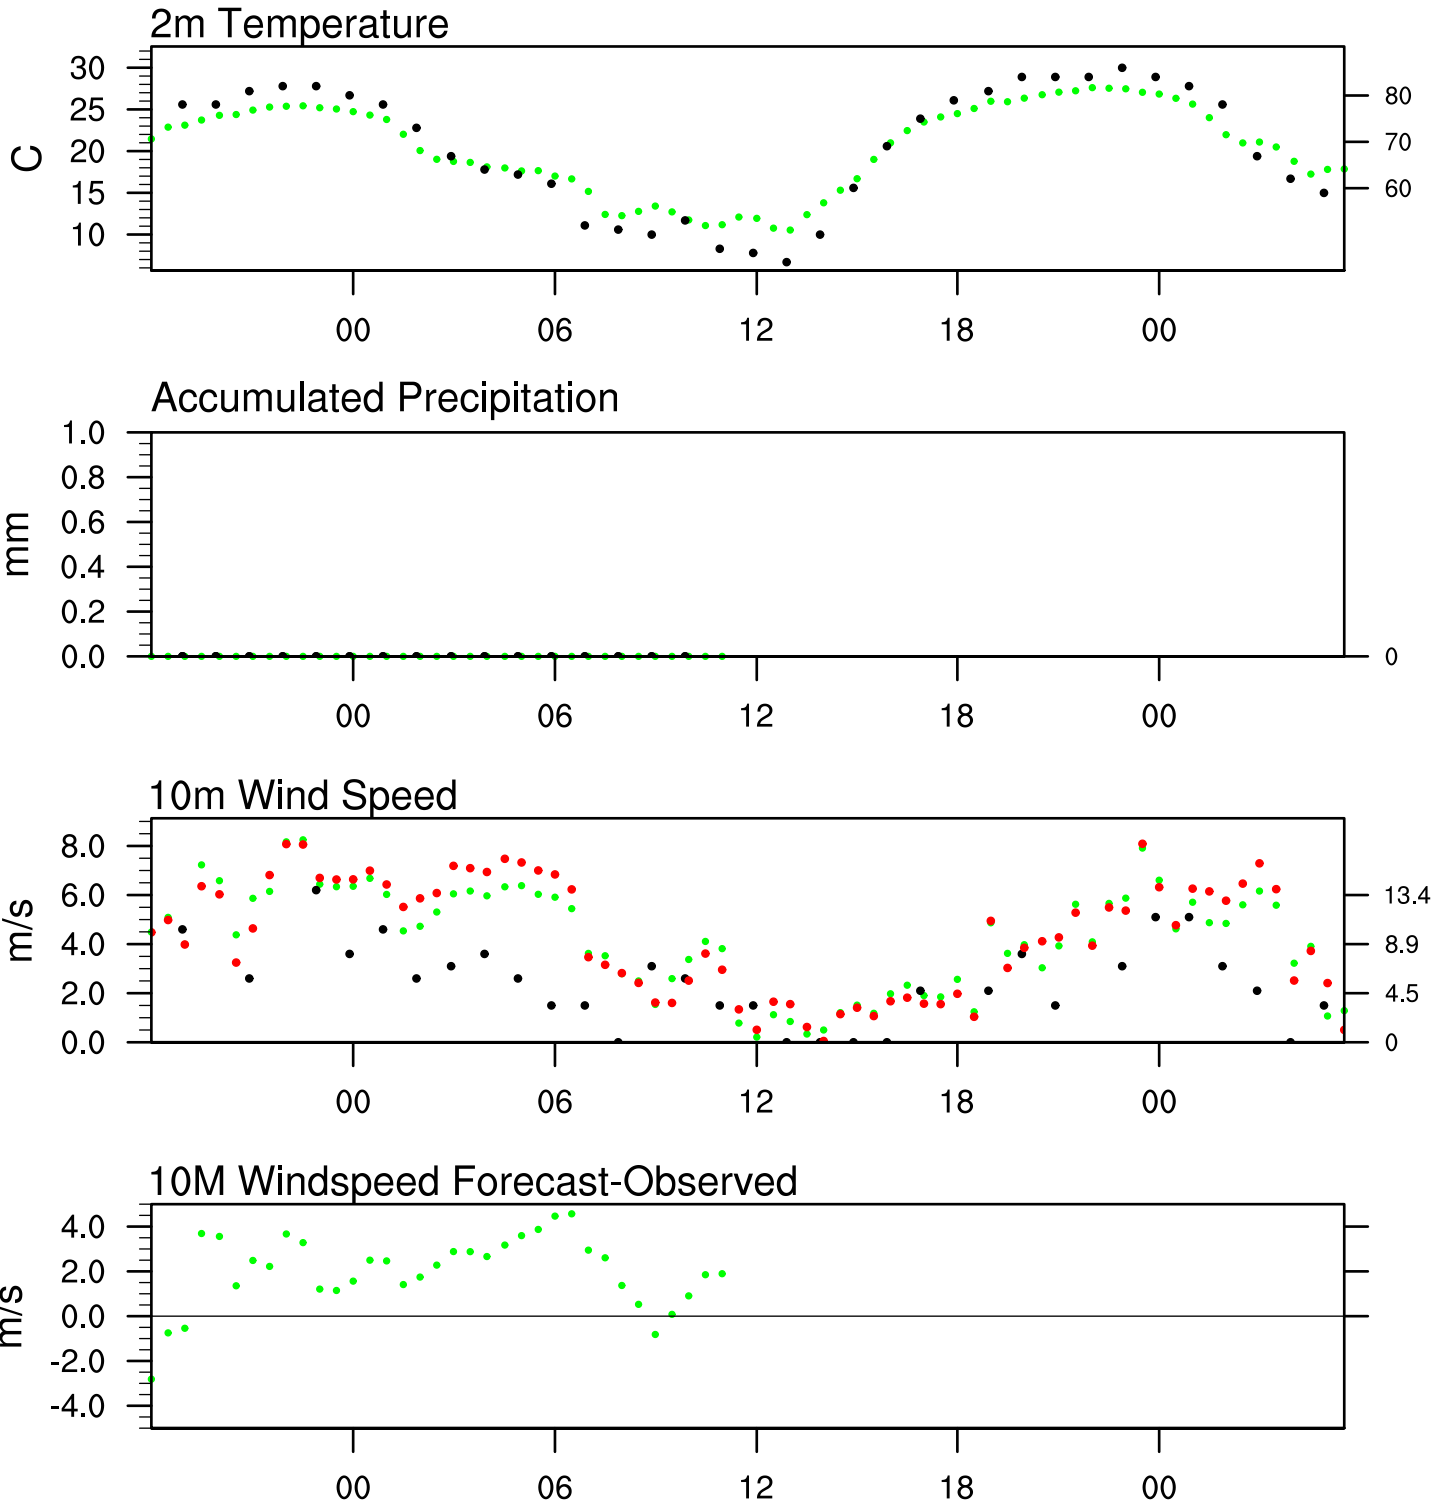 2m Temperature
30
25
20
15
10
C
80
70
60
00 06 12 18 00
Accumulated Precipitation
1.0
0.8
0.6
0.4
0.2
0.0
mm
0
00 06 12 18 00
10m Wind Speed
8.0
6.0
4.0
2.0
0.0
m/s
13.4
8.9
4.5
0
00 06 12 18 00
10M Windspeed Forecast-Observed
4.0
2.0
0.0
-2.0
-4.0
m/s
00 06 12 18 00